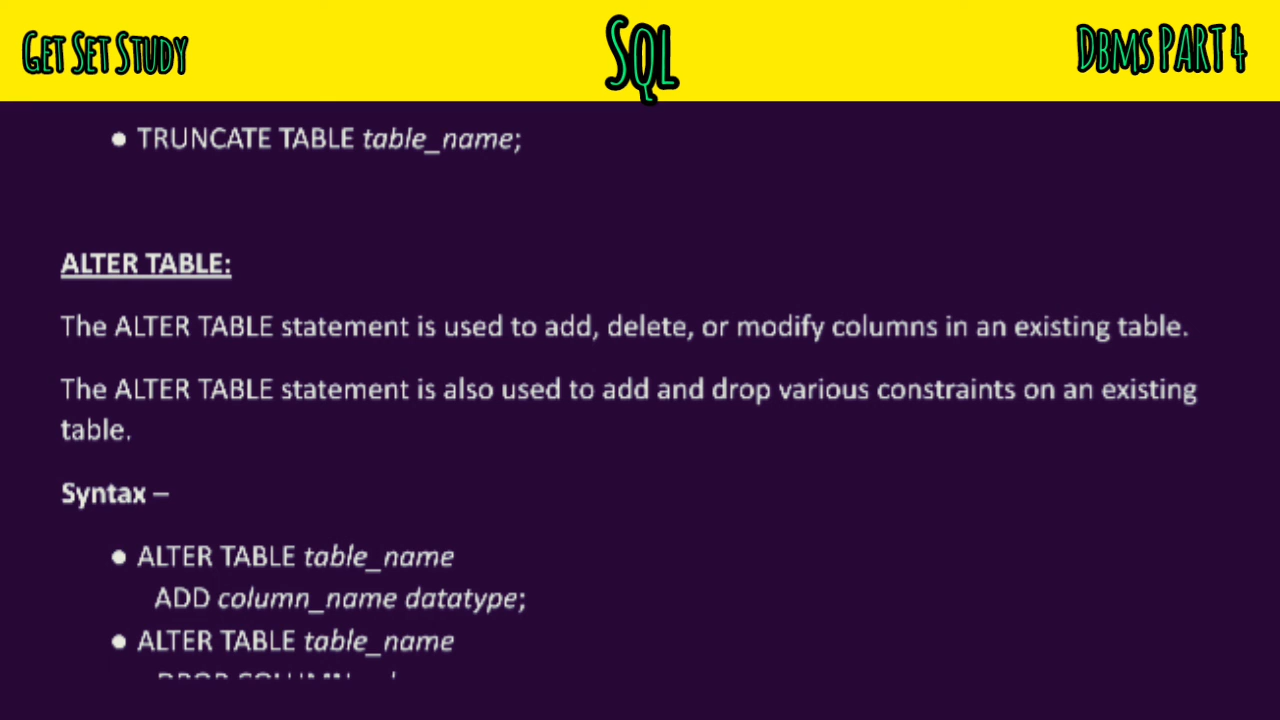 Get Set Study
Sql
Dbms PART 4
● TRUNCATE TABLE table_name;
ALTER TABLE:
The ALTER TABLE statement is used to add, delete, or modify columns in an existing table.
The ALTER TABLE statement is also used to add and drop various constraints on an existing
table.
Syntax –
● ALTER TABLE table_name
ADD column_name datatype;
● ALTER TABLE table_name
DROP COLUMN